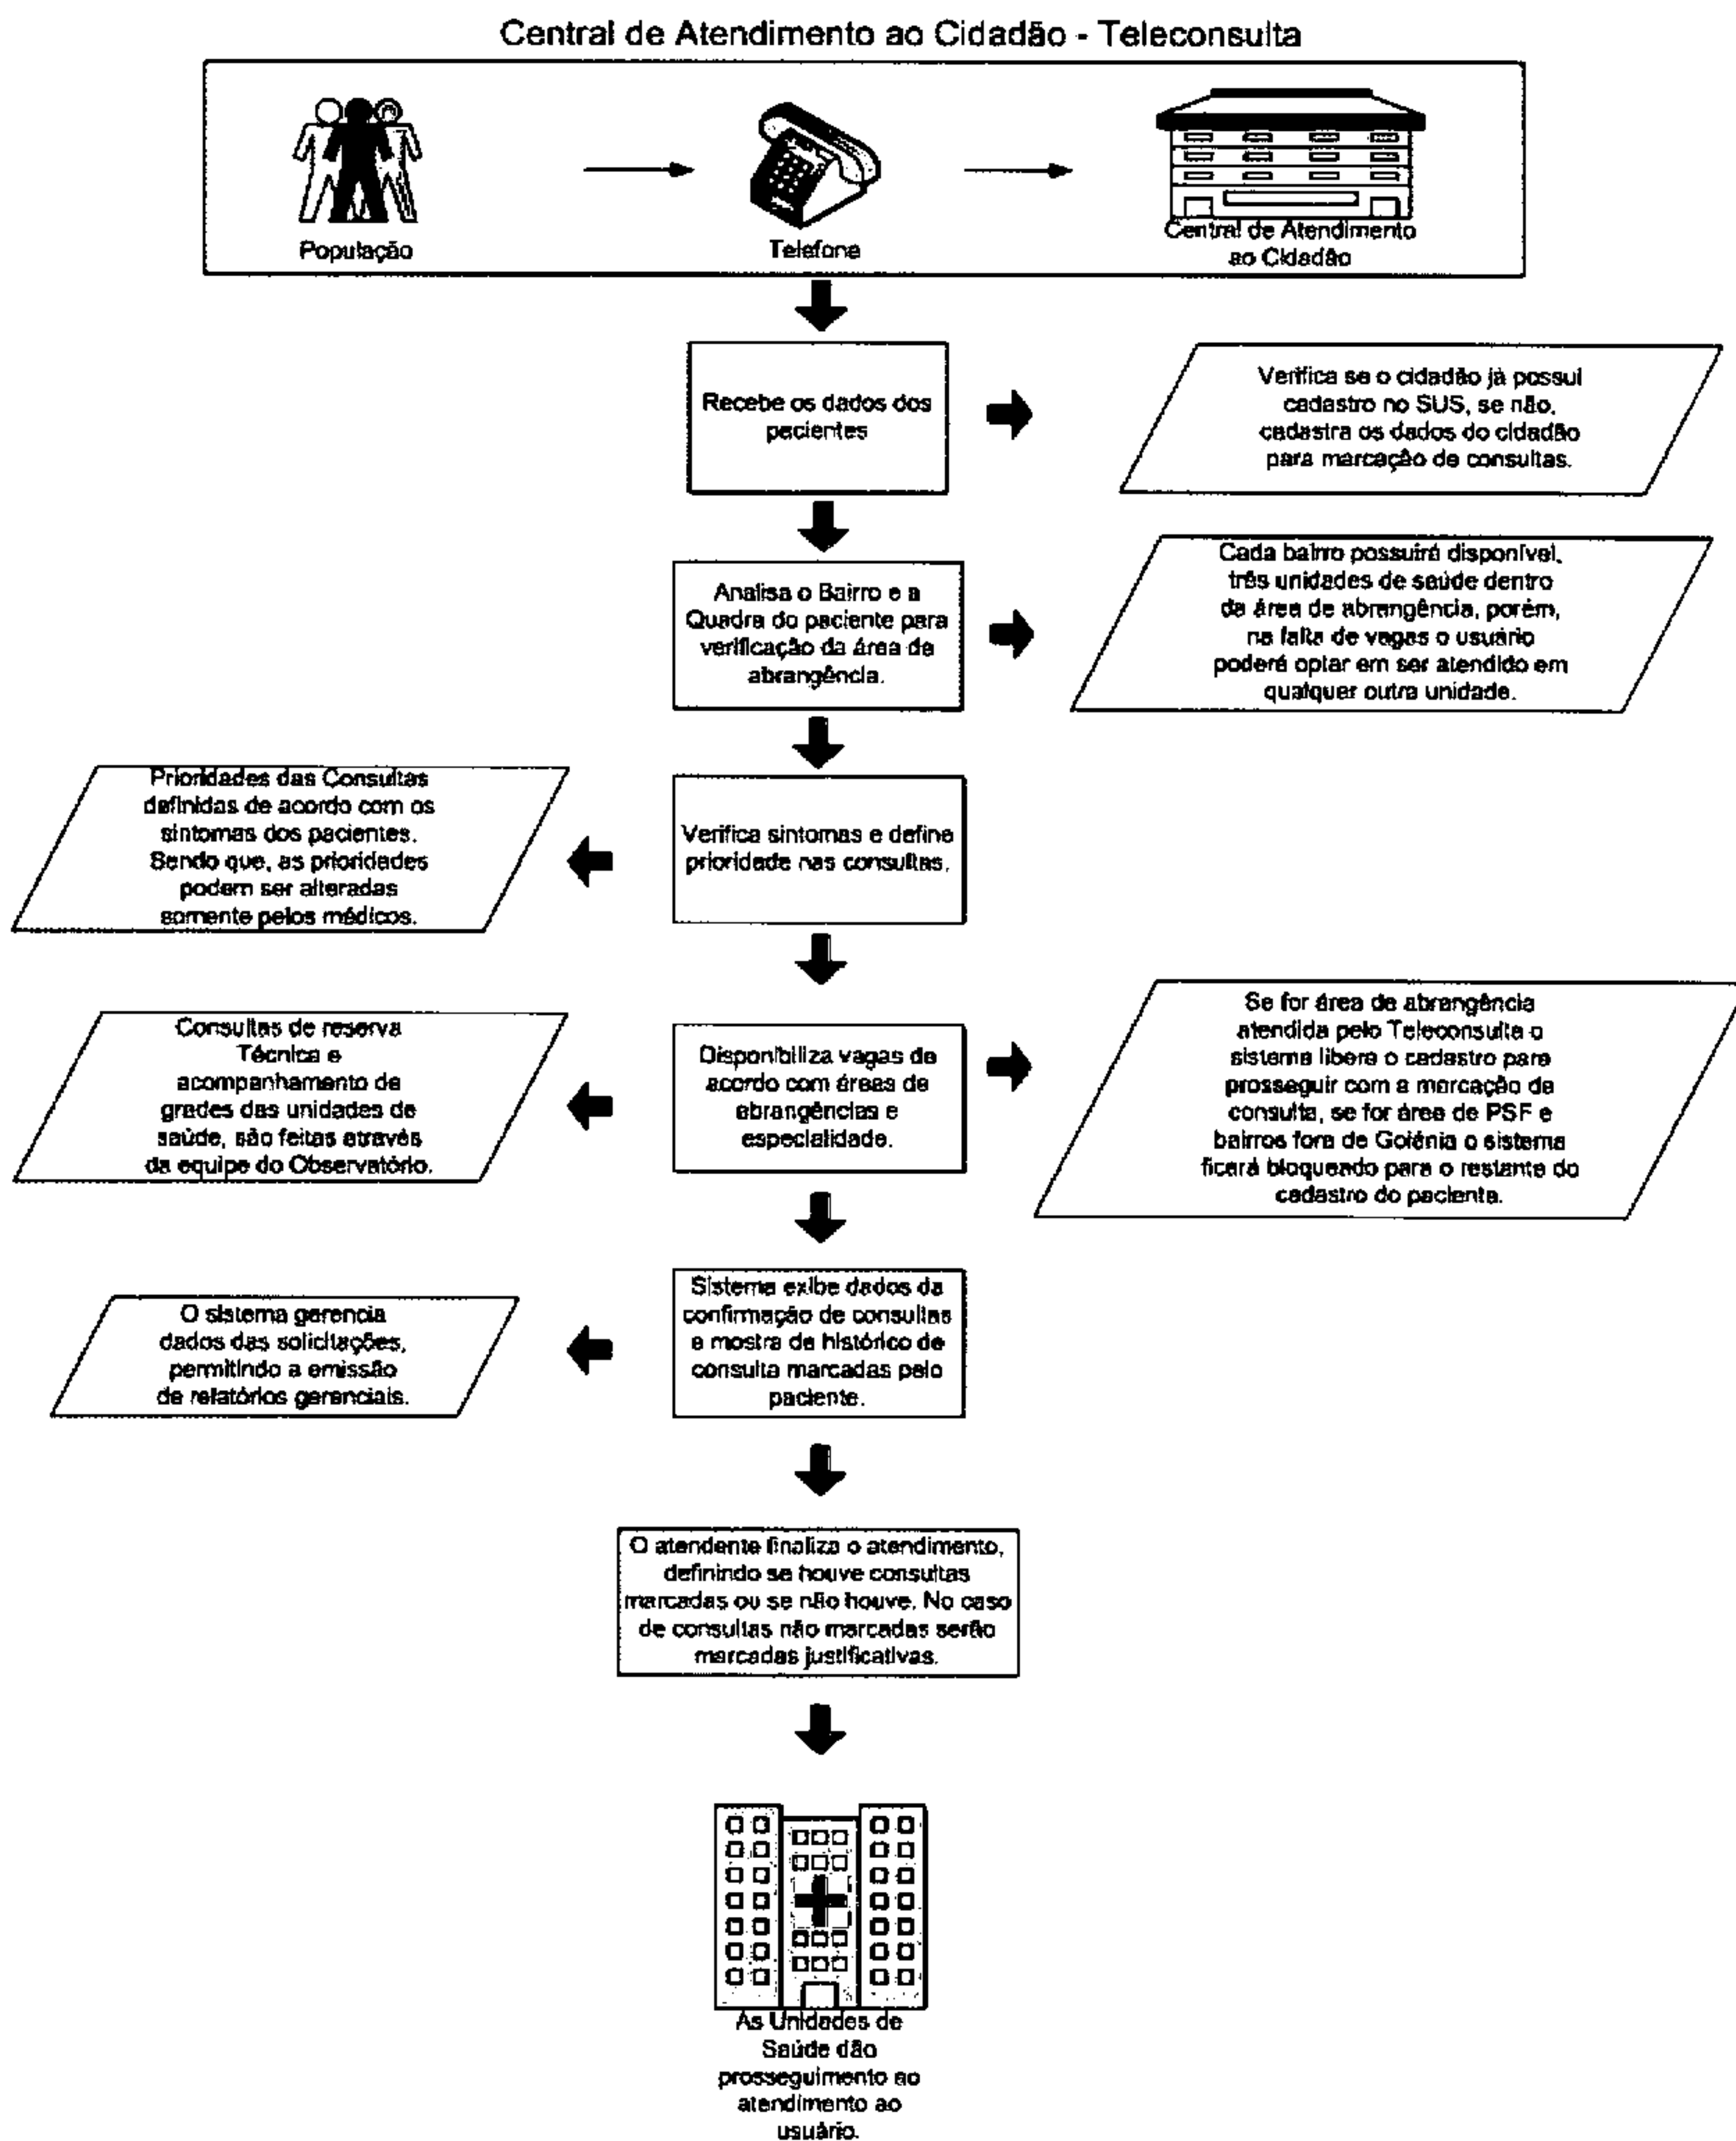 Central de Atendimento ao Cidadão - Teleconsulta
População
Telefone
Central de Atendimento
ao Cidadão
Recebe os dados dos
pacientes
Verifica se o cidadão já possui
cadastro no SUS, se não,
cadastra os dados do cidadão
para marcação de consultas.
Analisa o Bairro e a
Quadra do paciente para
verificação da área de
abrangência.
Cada bairro possuirá disponível,
três unidades de saúde dentro
da área de abrangência, porém,
na falta de vagas o usuário
poderá optar em ser atendido em
qualquer outra unidade.
Prioridades das Consultas
definidas de acordo com os
sintomas dos pacientes.
Sendo que, as prioridades
podem ser alteradas
somente pelos médicos.
Verifica sintomas e define
prioridade nas consultas.
Consultas de reserva
Técnica e
acompanhamento de
grades das unidades de
saúde, são feitas através
da equipe do Observatório.
Disponibiliza vagas de
acordo com áreas de
abrangências e
especialidade.
Se for área de abrangência
atendida pelo Teleconsulta o
sistema libera o cadastro para
prosseguir com a marcação de
consulta, se for área de PSF e
bairros fora de Goiânia o sistema
ficará bloqueado para o restante do
cadastro do paciente.
O sistema gerencia
dados das solicitações,
permitindo a emissão
de relatórios gerenciais.
Sistema exibe dados da
confirmação de consultas
e mostra de histórico de
consulta marcadas pelo
paciente.
O atendente finaliza o atendimento,
definindo se houve consultas
marcadas ou se não houve. No caso
de consultas não marcadas serão
marcadas justificativas.
As Unidades de
Saúde dão
prosseguimento ao
atendimento ao
usuário.